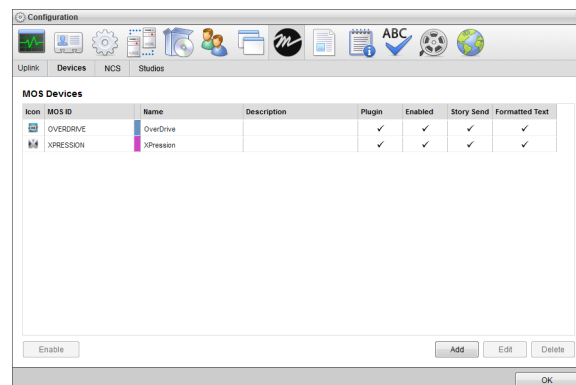 Configuration
ABC
Uplink Devices NCS Studios
MOS Devices
Icon MOS ID Name Description Plugin Enabled Story Send Formatted Text
OVERDRIVE OverDrive ✓ ✓ ✓ ✓
XPRESSION XPression ✓ ✓ ✓ ✓
Enable Add Edit Delete
OK